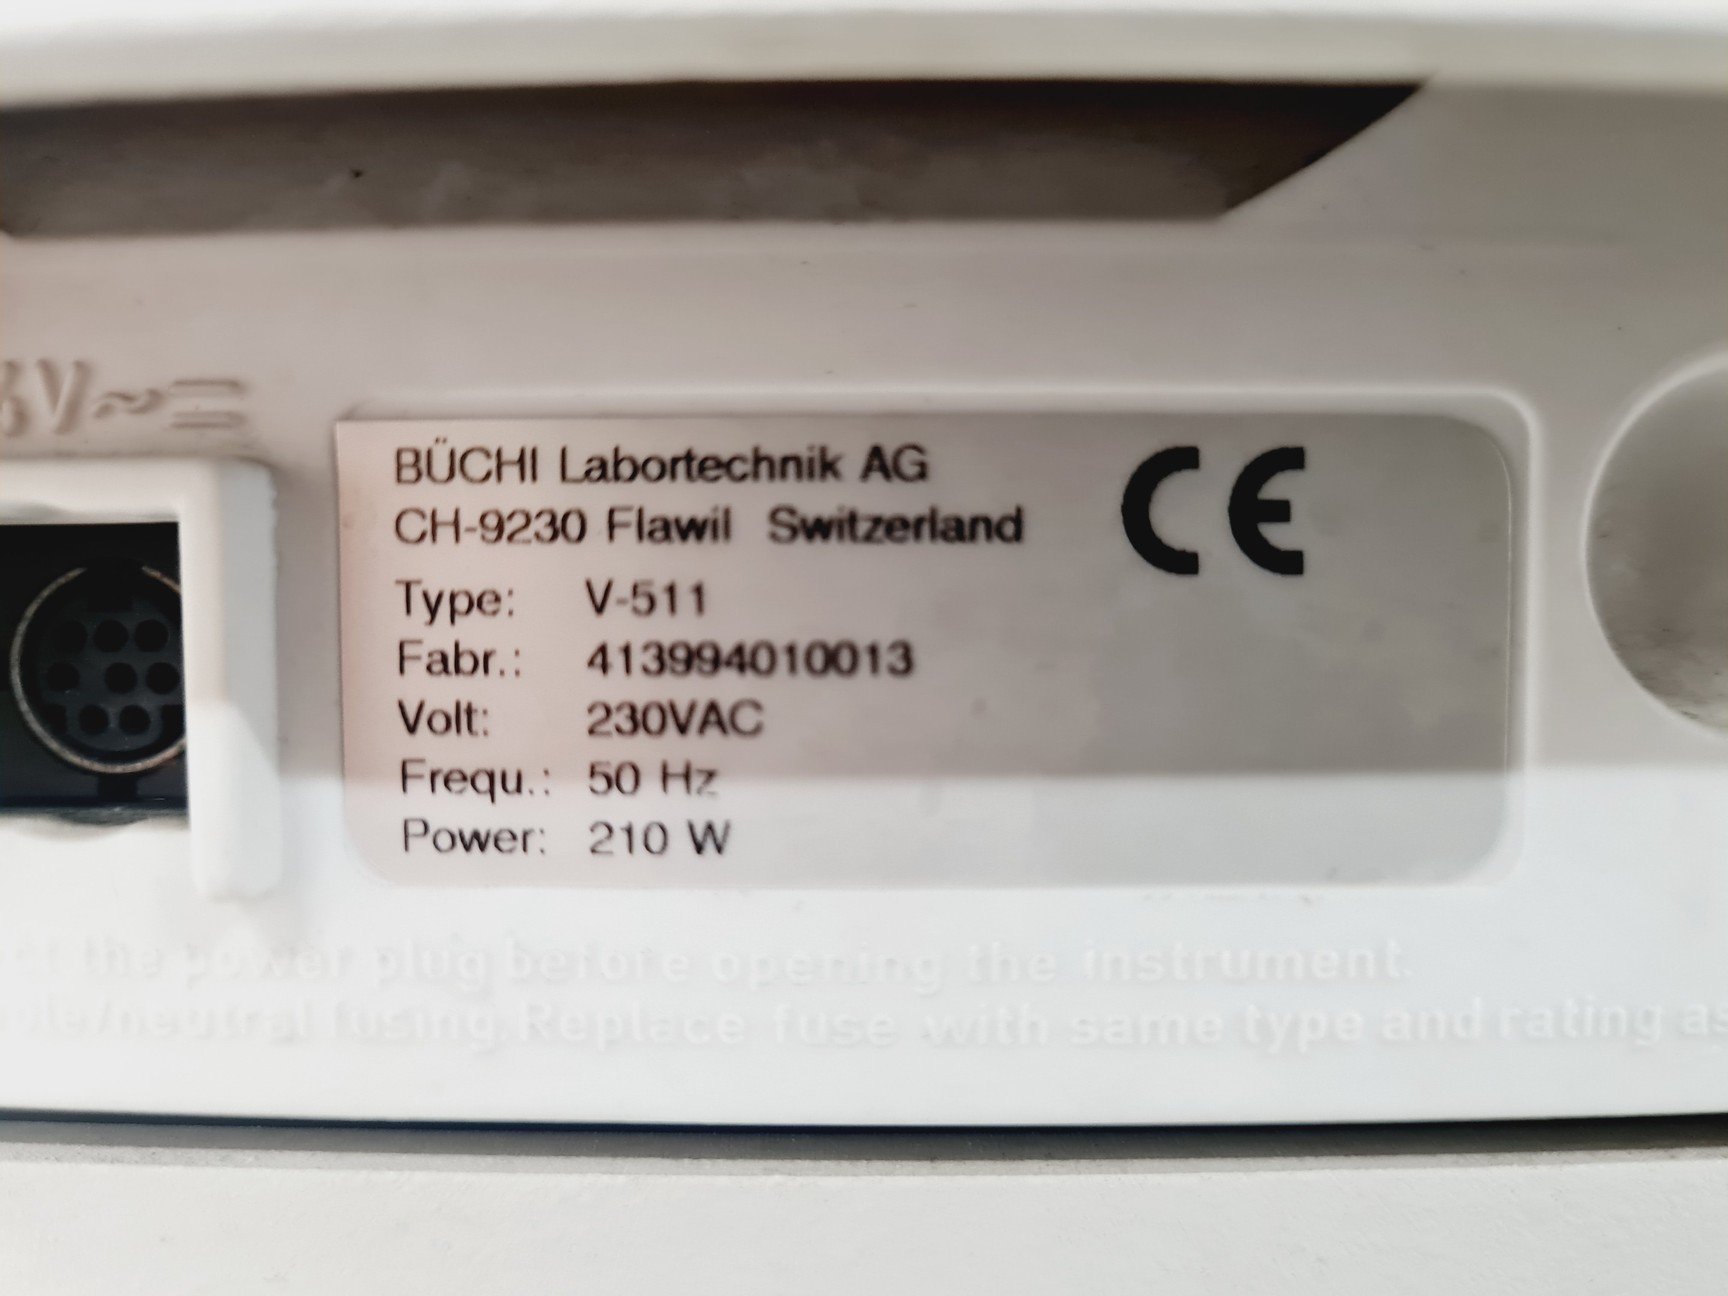 V~=
BÜCHI Labortechnik AG
CH-9230 Flawil Switzerland
CE
Type: V-511
Fabr.: 413994010013
Volt: 230VAC
Frequ.: 50 Hz
Power: 210 W
the power plug before opening the instrument.
/neutral fusing. Replace fuse with same type and rating as